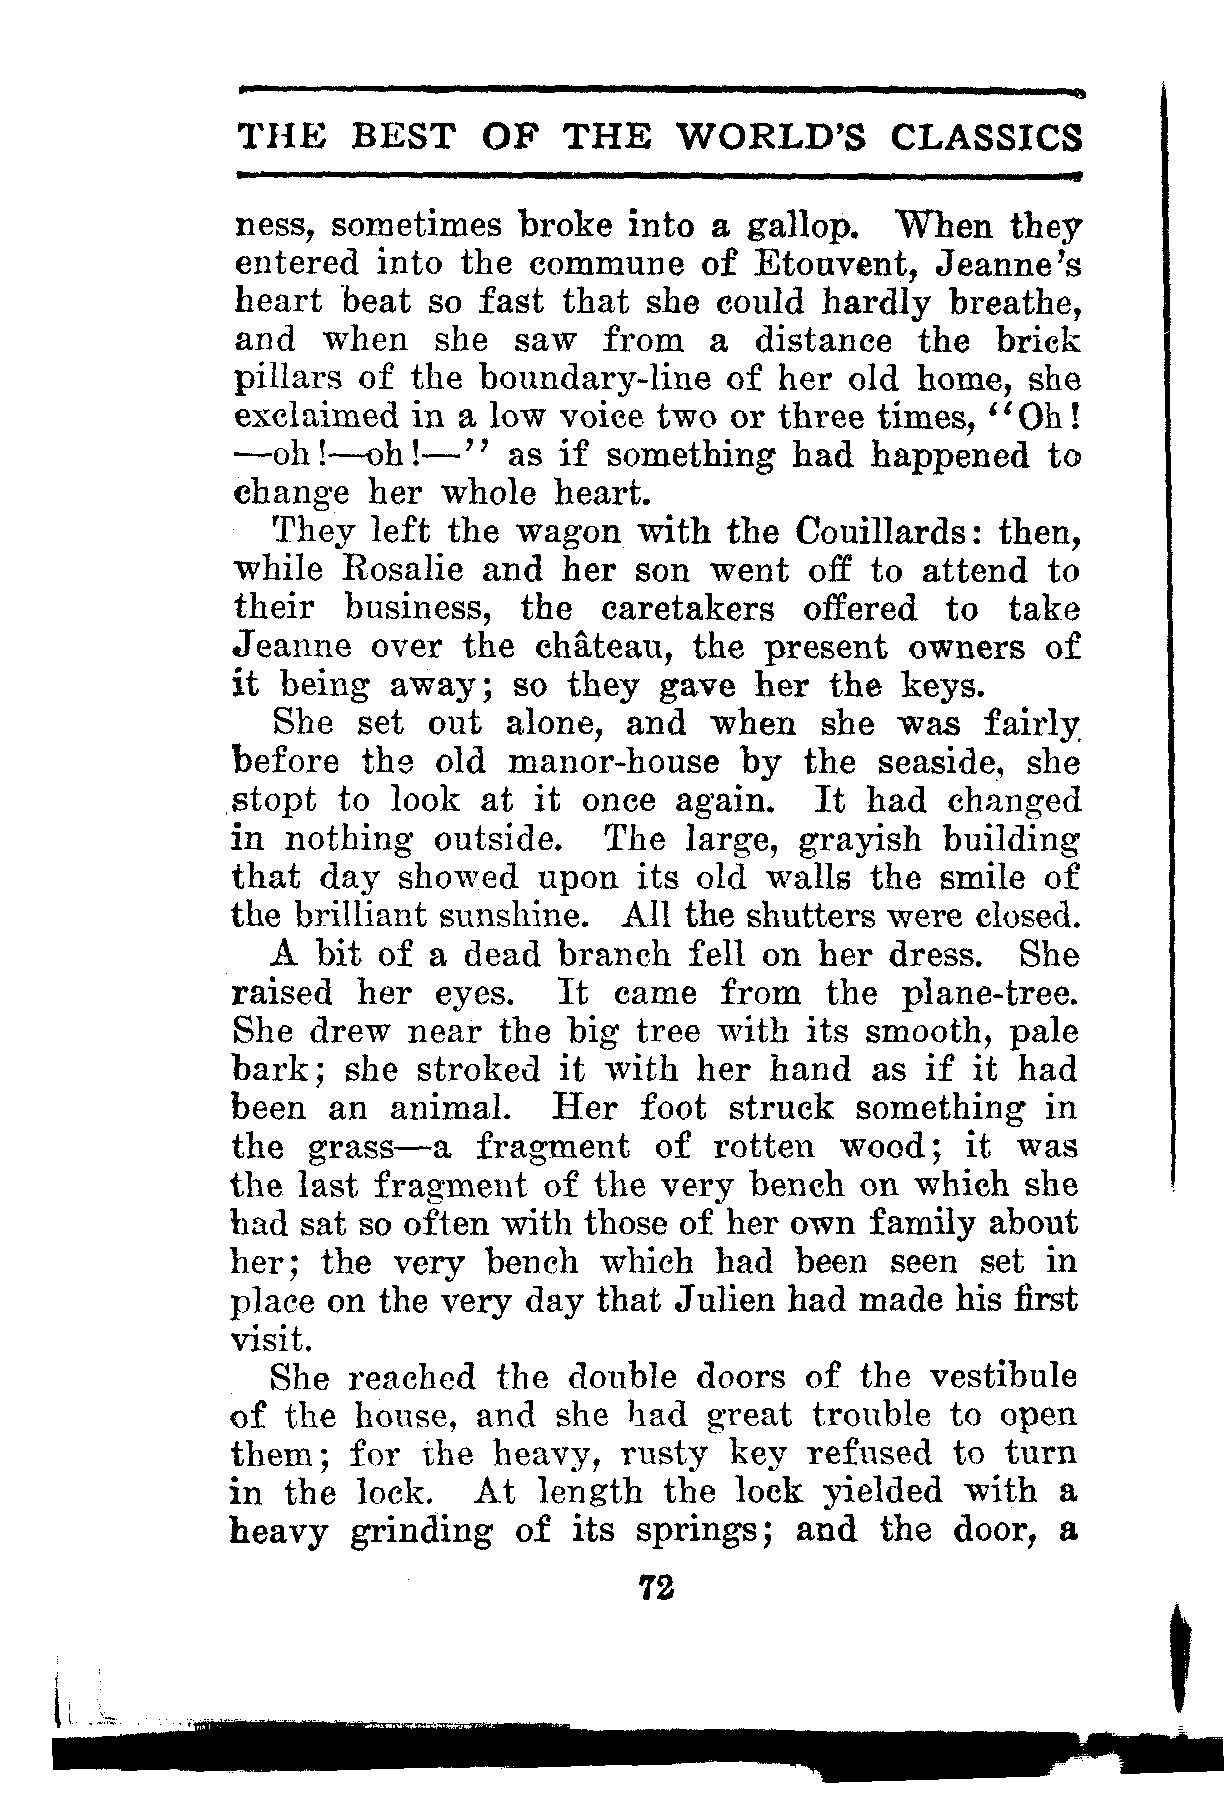 THE BEST OF THE WORLD'S CLASSICS
ness, sometimes broke into a gallop. When they
entered into the commune of Etouvent, Jeanne's
heart beat so fast that she could hardly breathe,
and when she saw from a distance the brick
pillars of the boundary-line of her old home, she
exclaimed in a low voice two or three times, "Oh!
—oh!—oh!—" as if something had happened to
change her whole heart.
They left the wagon with the Couillards: then,
while Rosalie and her son went off to attend to
their business, the caretakers offered to take
Jeanne over the château, the present owners of
it being away; so they gave her the keys.
She set out alone, and when she was fairly
before the old manor-house by the seaside, she
stopt to look at it once again. It had changed
in nothing outside. The large, grayish building
that day showed upon its old walls the smile of
the brilliant sunshine. All the shutters were closed.
A bit of a dead branch fell on her dress. She
raised her eyes. It came from the plane-tree.
She drew near the big tree with its smooth, pale
bark; she stroked it with her hand as if it had
been an animal. Her foot struck something in
the grass—a fragment of rotten wood; it was
the last fragment of the very bench on which she
had sat so often with those of her own family about
her; the very bench which had been seen set in
place on the very day that Julien had made his first
visit.
She reached the double doors of the vestibule
of the house, and she had great trouble to open
them; for the heavy, rusty key refused to turn
in the lock. At length the lock yielded with a
heavy grinding of its springs; and the door, a
72